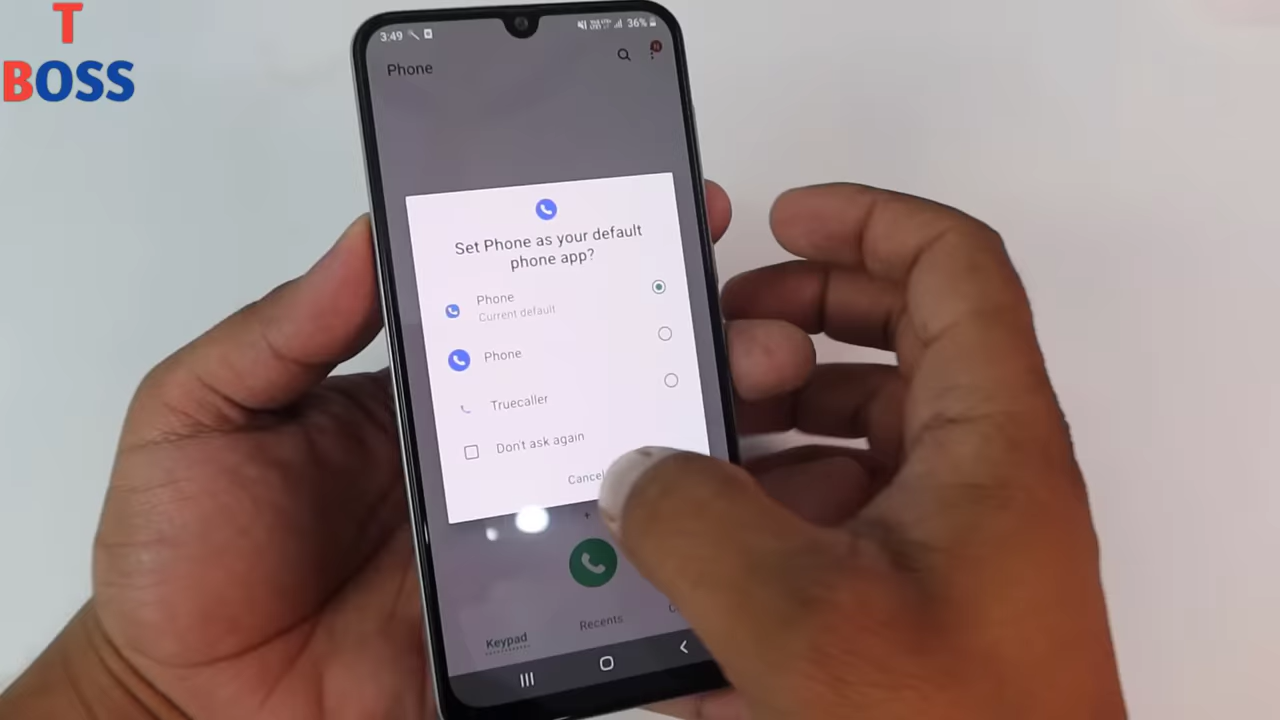 T
BOSS
3:49
36%
Phone
Set Phone as your default
phone app?
Phone
Current default
Phone
Truecaller
Don't ask again
Cancel
Recents
Keypad